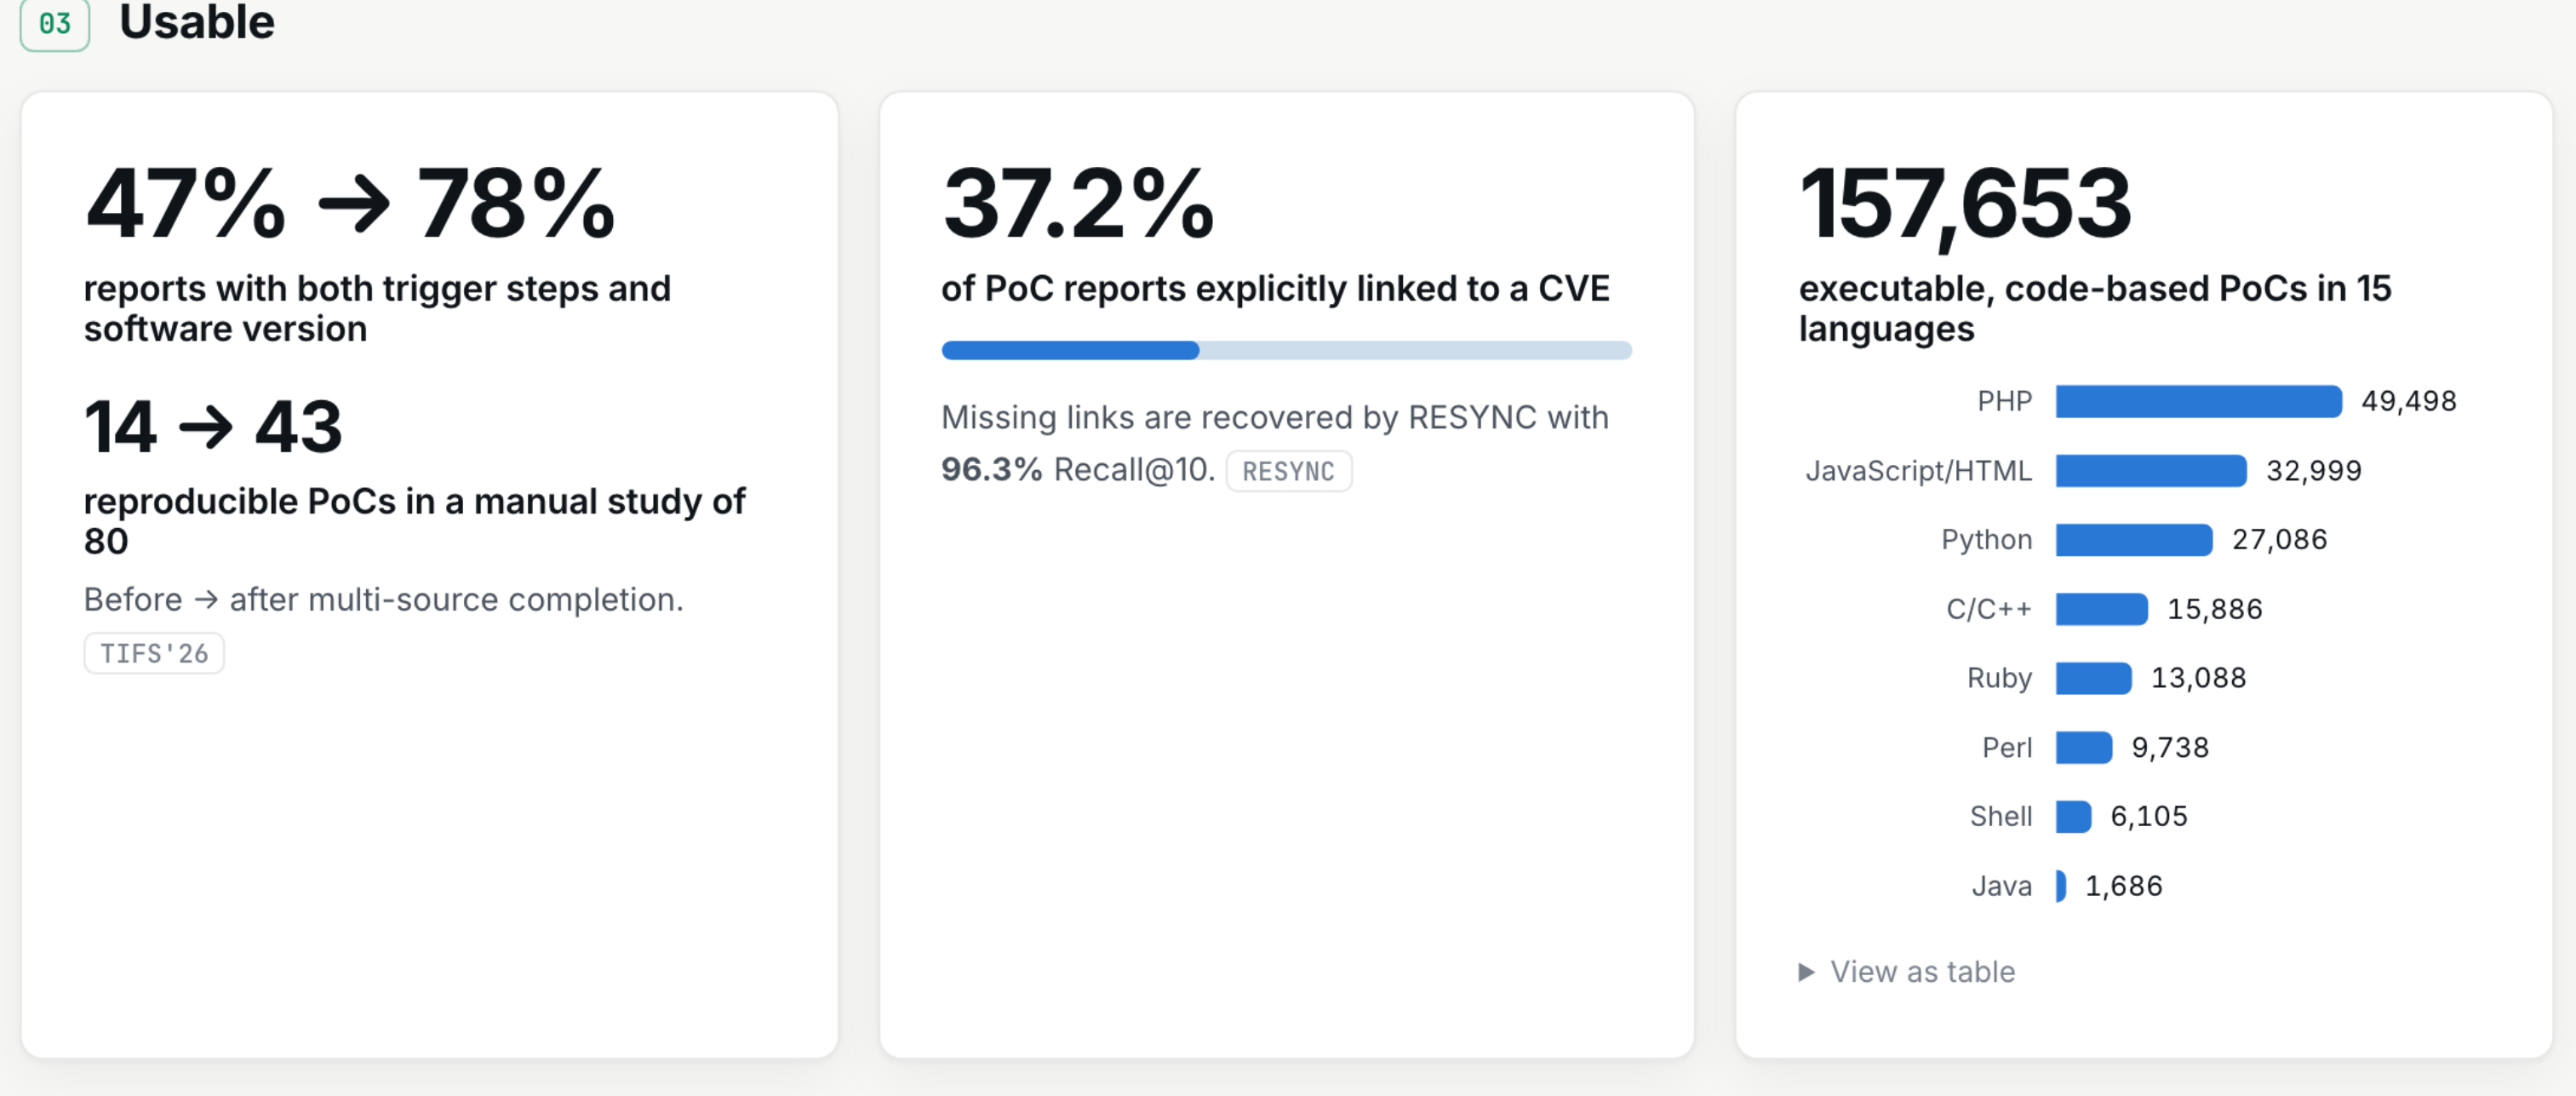 03 Usable
47% → 78%
reports with both trigger steps and
software version
14 → 43
reproducible PoCs in a manual study of
80
Before → after multi-source completion.
TIFS'26
37.2%
of PoC reports explicitly linked to a CVE
Missing links are recovered by RESYNC with
96.3% Recall@10. RESYNC
157,653
executable, code-based PoCs in 15
languages
PHP 49,498
JavaScript/HTML 32,999
Python 27,086
C/C++ 15,886
Ruby 13,088
Perl 9,738
Shell 6,105
Java 1,686
▶ View as table